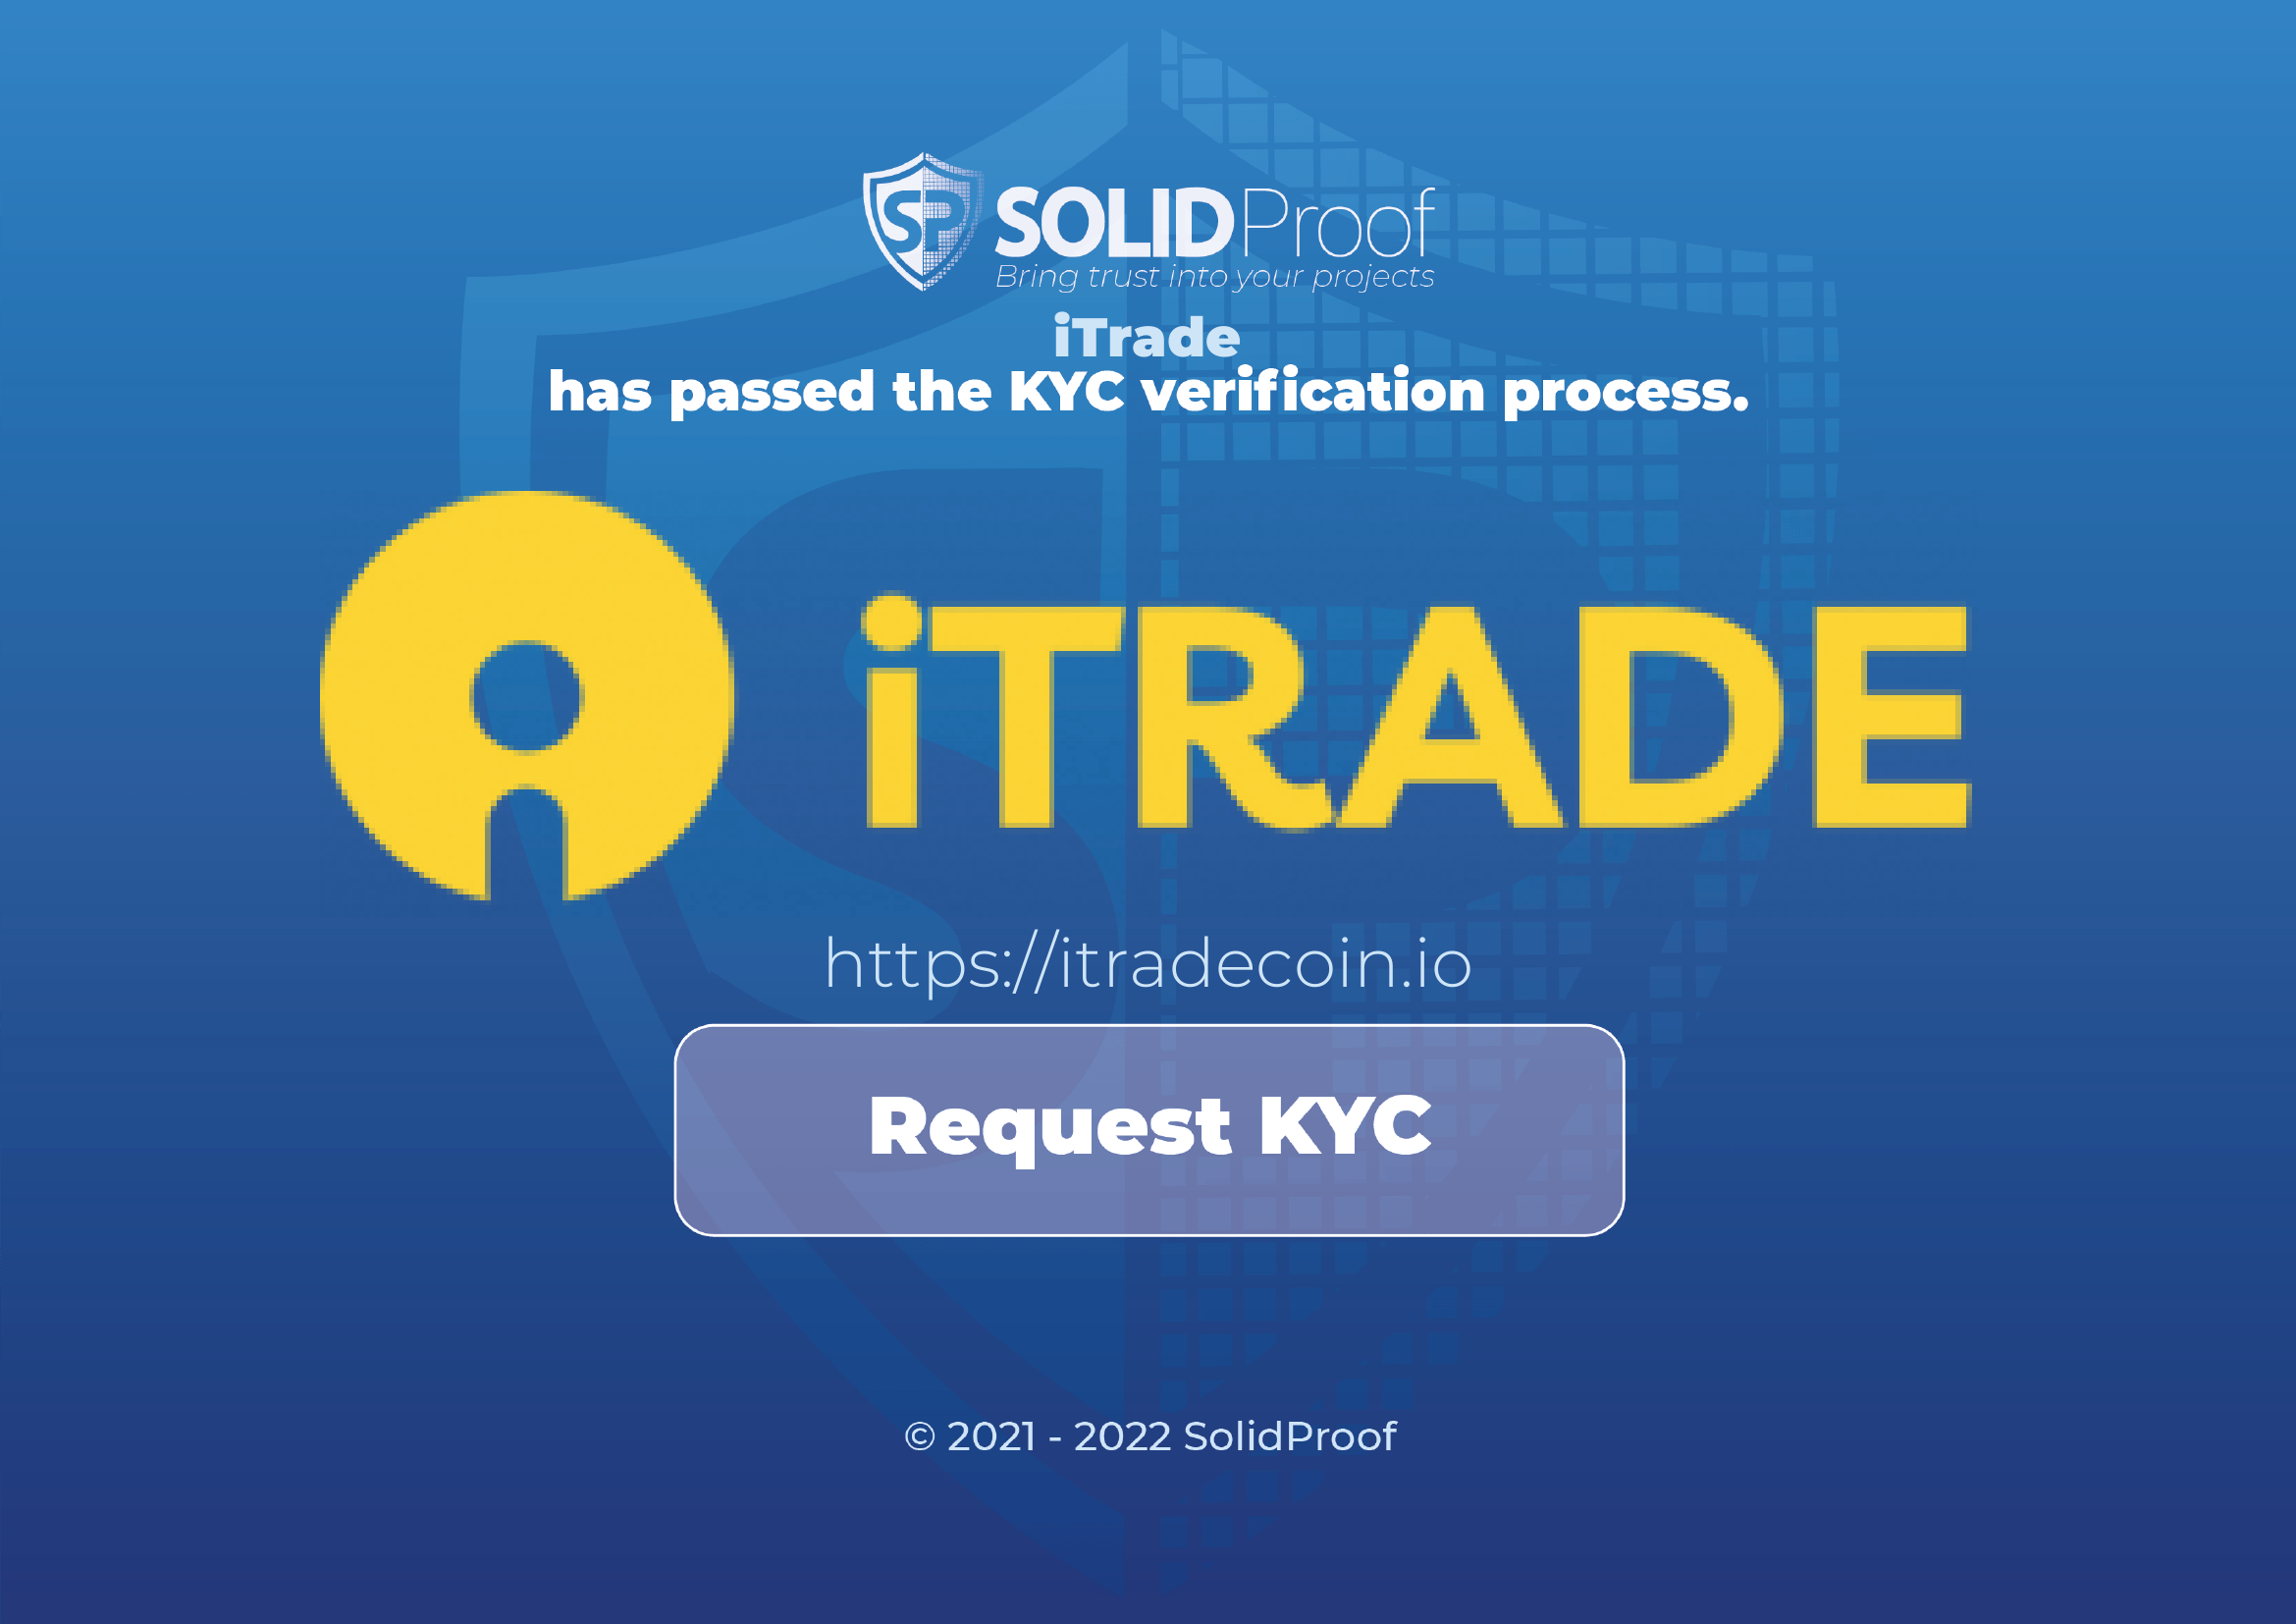 SP SOLIDProof
Bring trust into your projects
iTrade
has passed the KYC verification process.
iTRADE
https://itradecoin.io
Request KYC
© 2021 - 2022 SolidProof